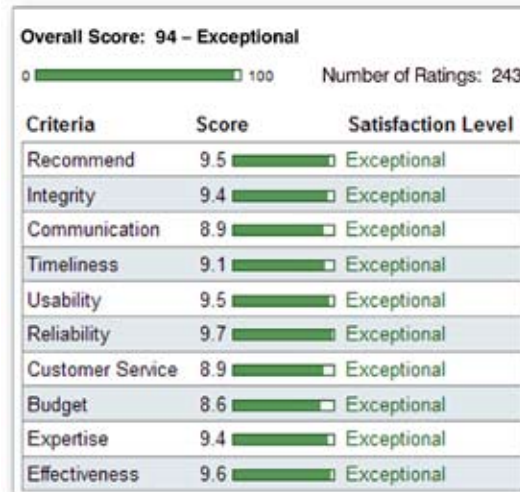 Overall Score: 94 – Exceptional
0 100 Number of Ratings: 243
Criteria Score Satisfaction Level
Recommend 9.5 Exceptional
Integrity 9.4 Exceptional
Communication 8.9 Exceptional
Timeliness 9.1 Exceptional
Usability 9.5 Exceptional
Reliability 9.7 Exceptional
Customer Service 8.9 Exceptional
Budget 8.6 Exceptional
Expertise 9.4 Exceptional
Effectiveness 9.6 Exceptional